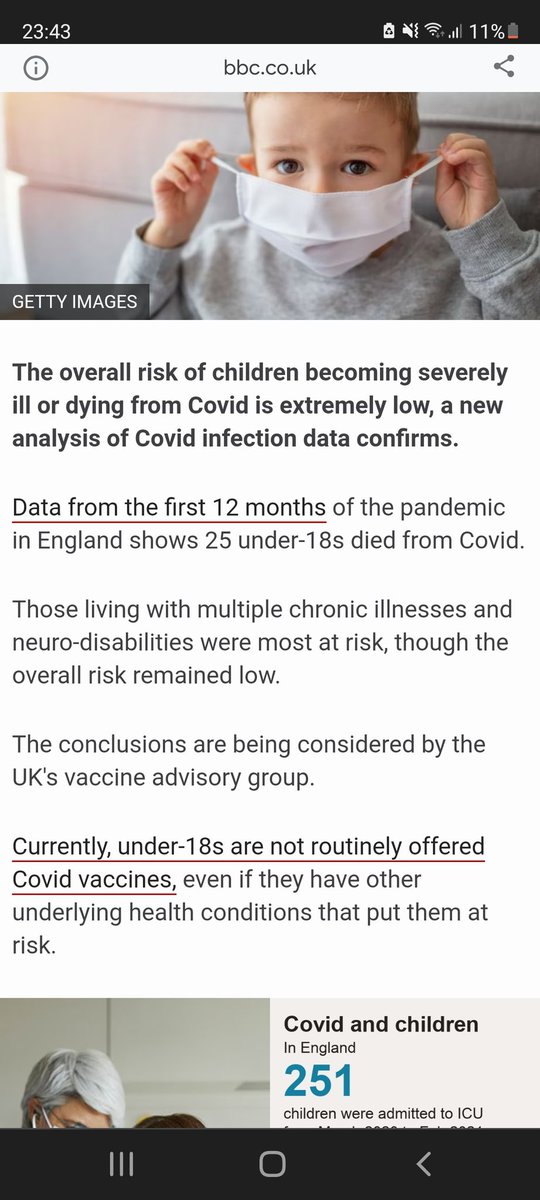 23:43
11%
bbc.co.uk
GETTY IMAGES
The overall risk of children becoming severely
ill or dying from Covid is extremely low, a new
analysis of Covid infection data confirms.
Data from the first 12 months of the pandemic
in England shows 25 under-18s died from Covid.
Those living with multiple chronic illnesses and
neuro-disabilities were most at risk, though the
overall risk remained low.
The conclusions are being considered by the
UK's vaccine advisory group.
Currently, under-18s are not routinely offered
Covid vaccines, even if they have other
underlying health conditions that put them at
risk.
Covid and children
In England
251
children were admitted to ICU